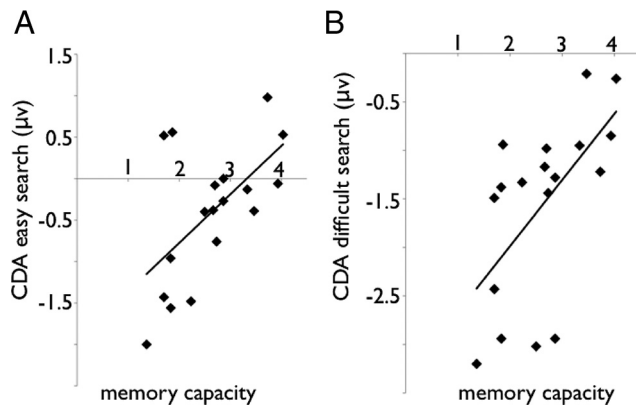 A
1.5
0.5
-0.5
-1.5
1 2 3 4
CDA easy search (μv)
memory capacity
B
1 2 3 4
-0.5
-1.5
-2.5
CDA difficult search (μv)
memory capacity